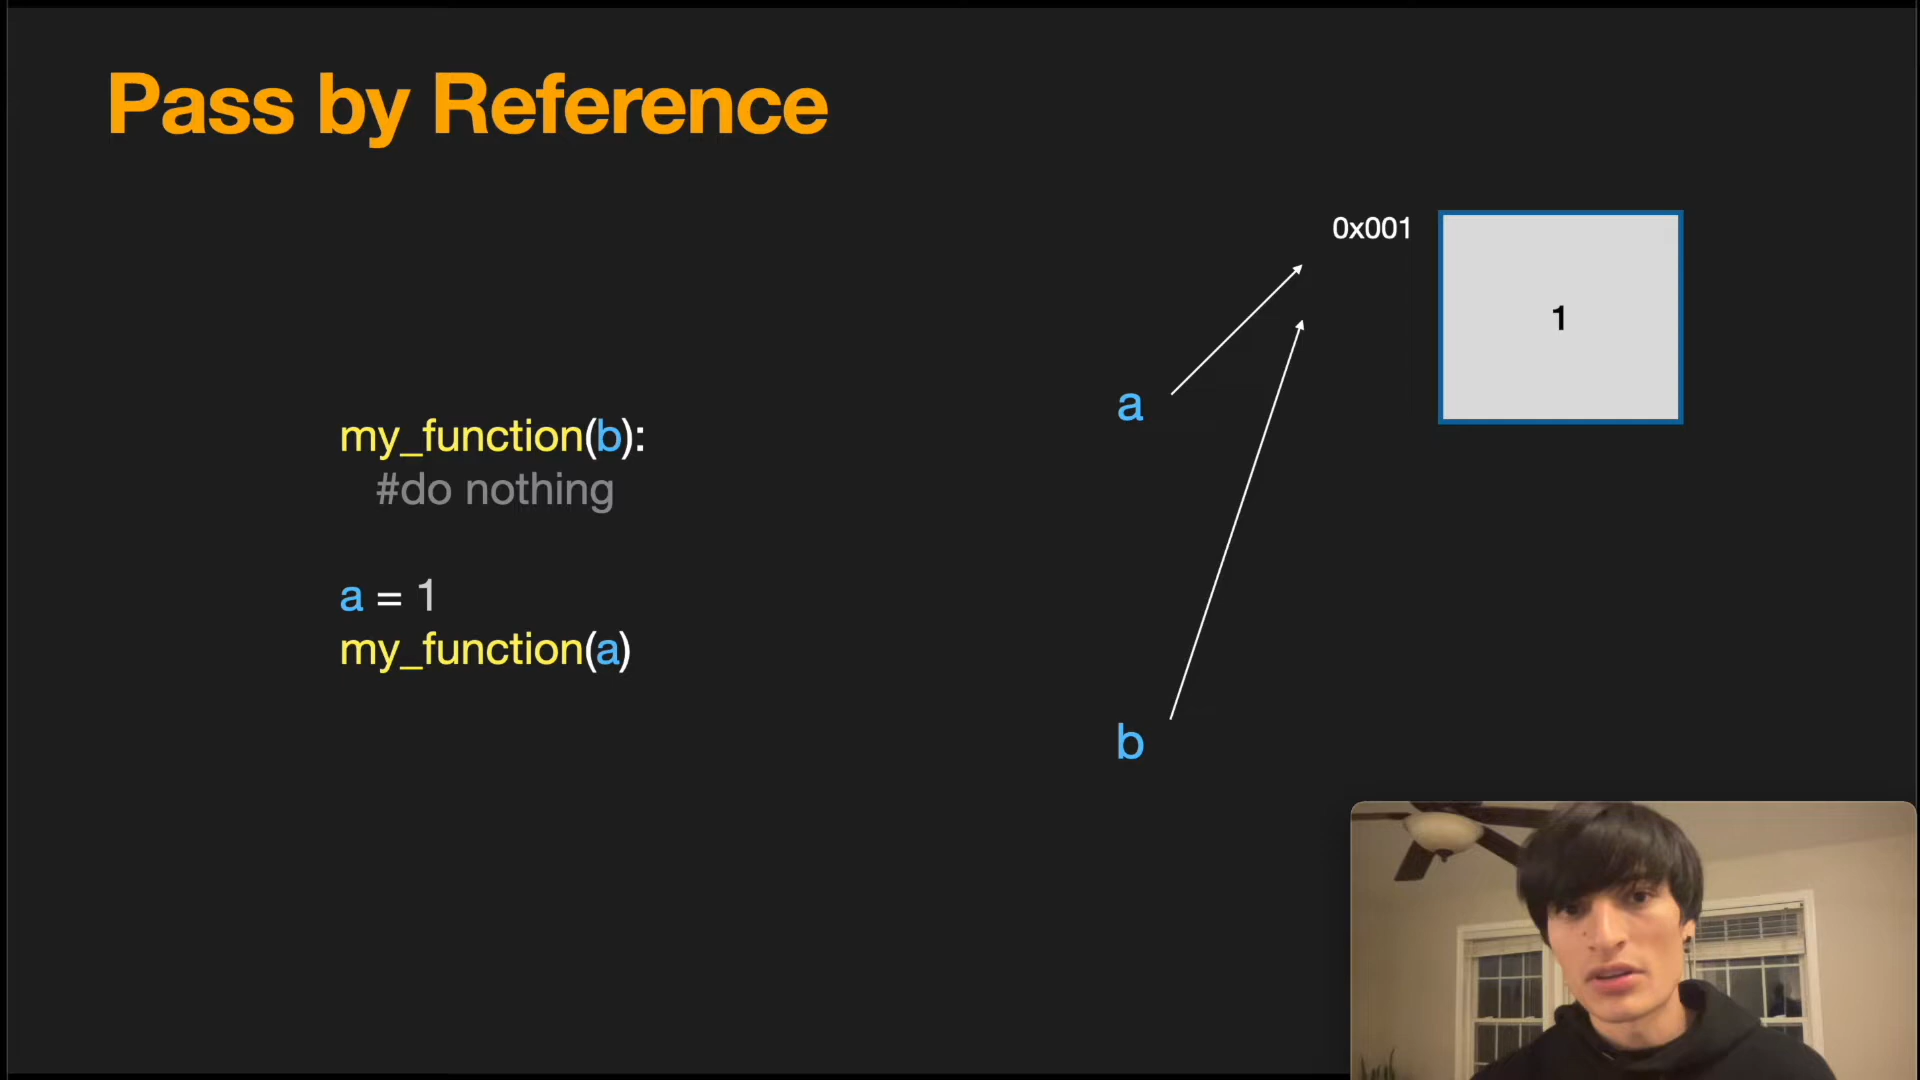 Pass by Reference
my_function(b):
#do nothing
a = 1
my_function(a)
0x001
1
a
b